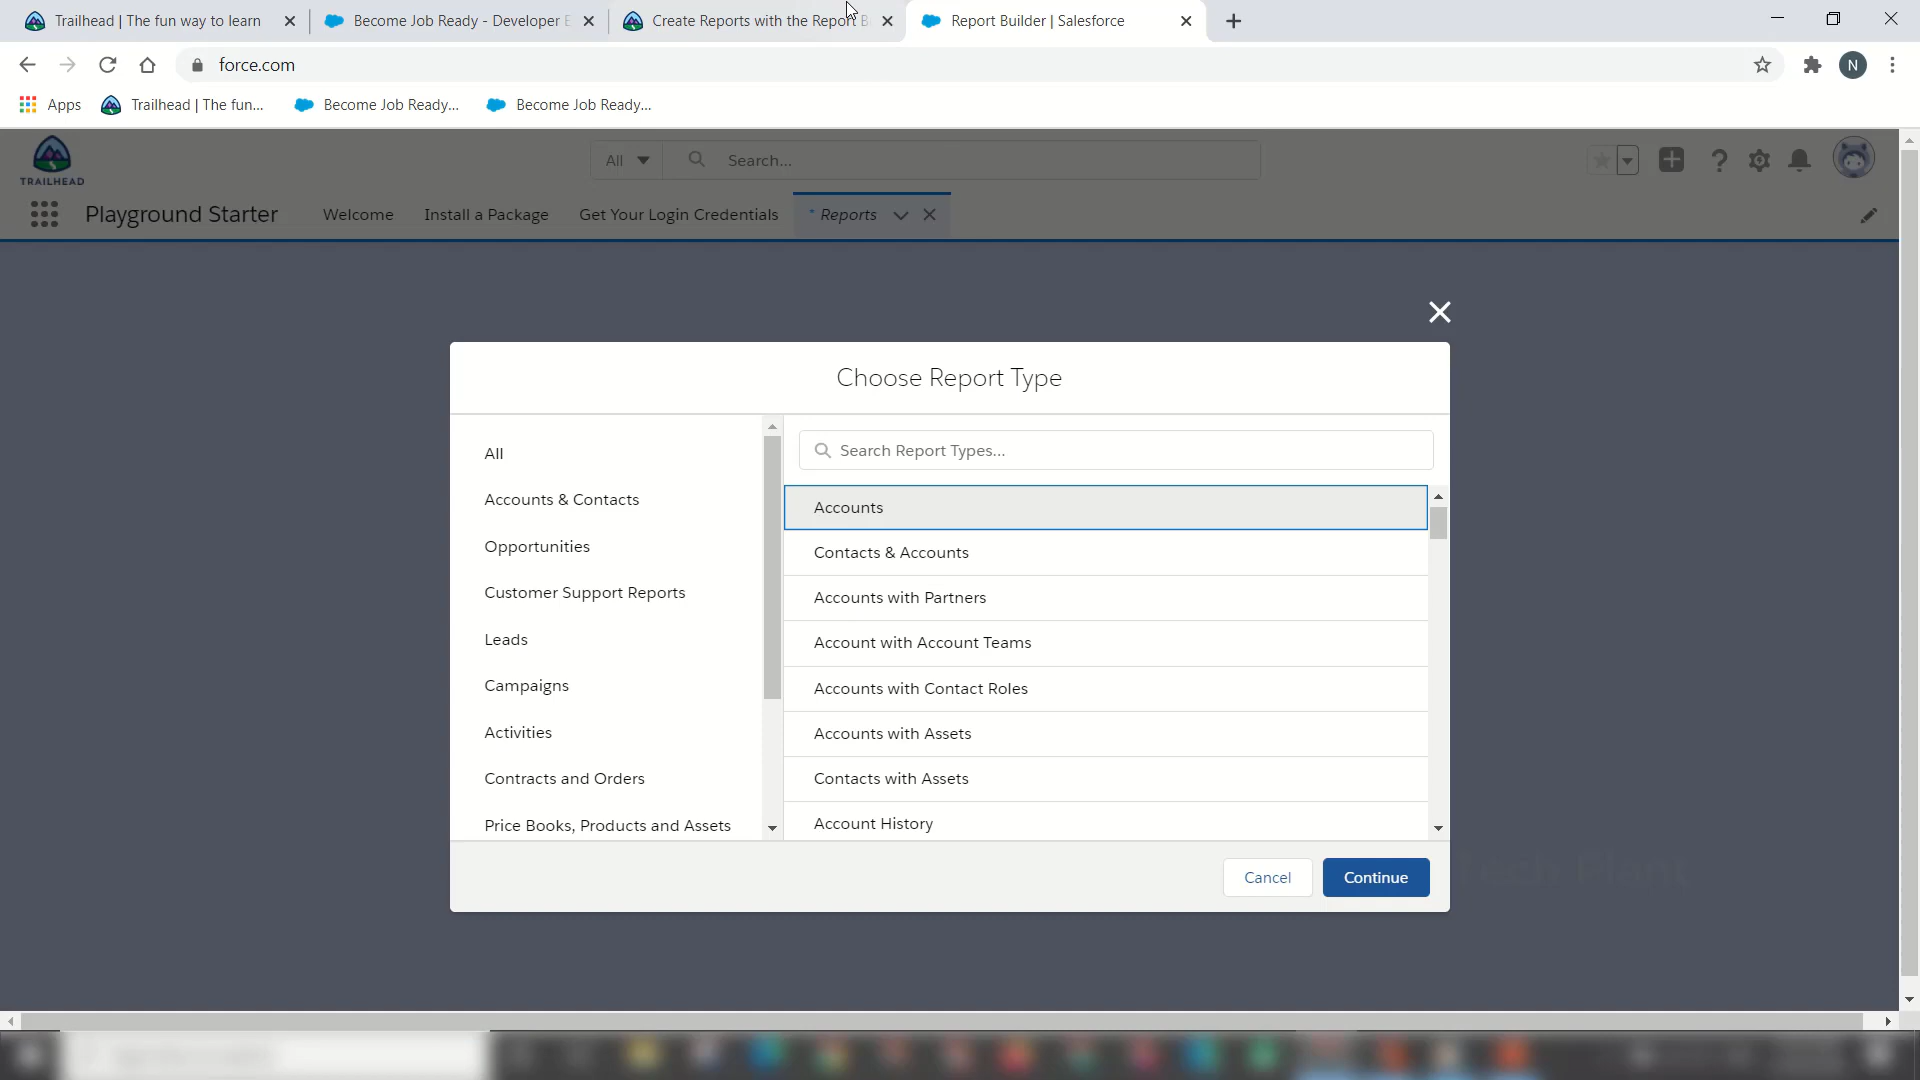 Trailhead | The fun way to learn
Become Job Ready - Developer E
Create Reports with the Report B
Report Builder | Salesforce
force.com
N
Apps
Trailhead | The fun...
Become Job Ready...
Become Job Ready...
TRAILHEAD
All
Search...
Playground Starter
Welcome
Install a Package
Get Your Login Credentials
* Reports
Choose Report Type
All
Accounts & Contacts
Opportunities
Customer Support Reports
Leads
Campaigns
Activities
Contracts and Orders
Price Books, Products and Assets
Search Report Types...
Accounts
Contacts & Accounts
Accounts with Partners
Account with Account Teams
Accounts with Contact Roles
Accounts with Assets
Contacts with Assets
Account History
Cancel
Continue
Tech Plant